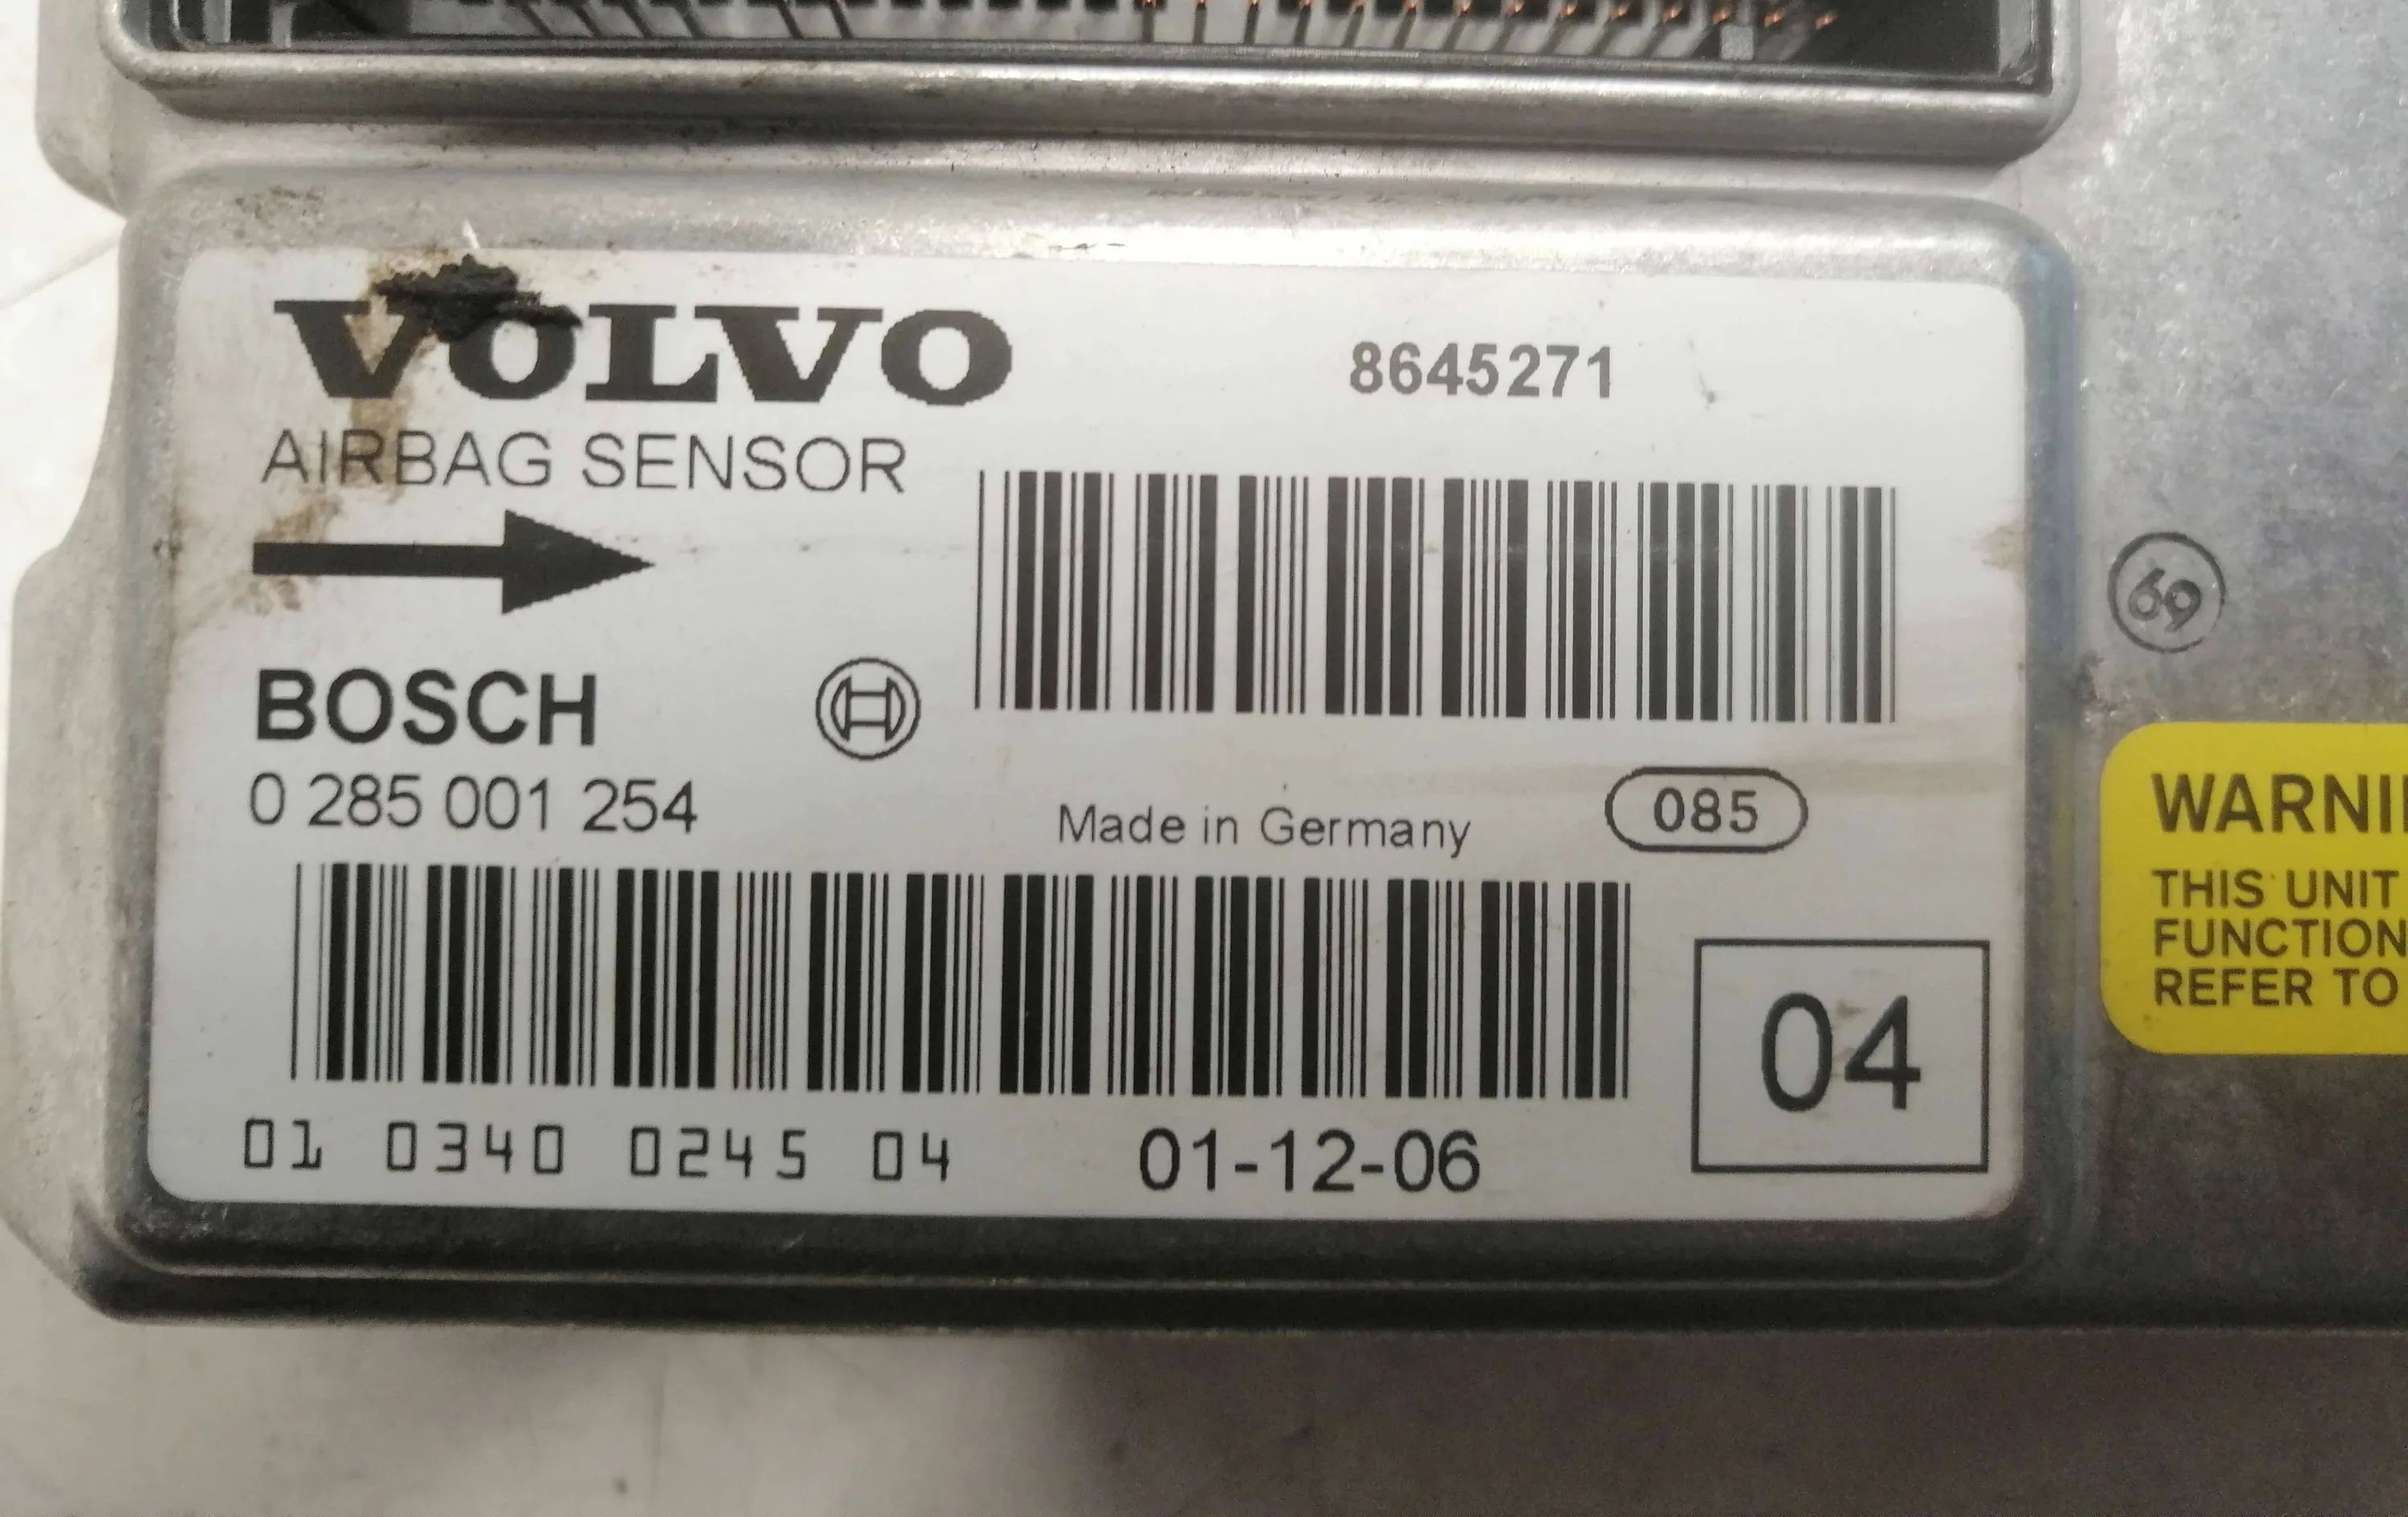 VOLVO
8645271
AIRBAG SENSOR
BOSCH
0 285 001 254
Made in Germany
085
01 0340 0245 04
01-12-06
04
69
WARNI
THIS UNIT
FUNCTION
REFER TO